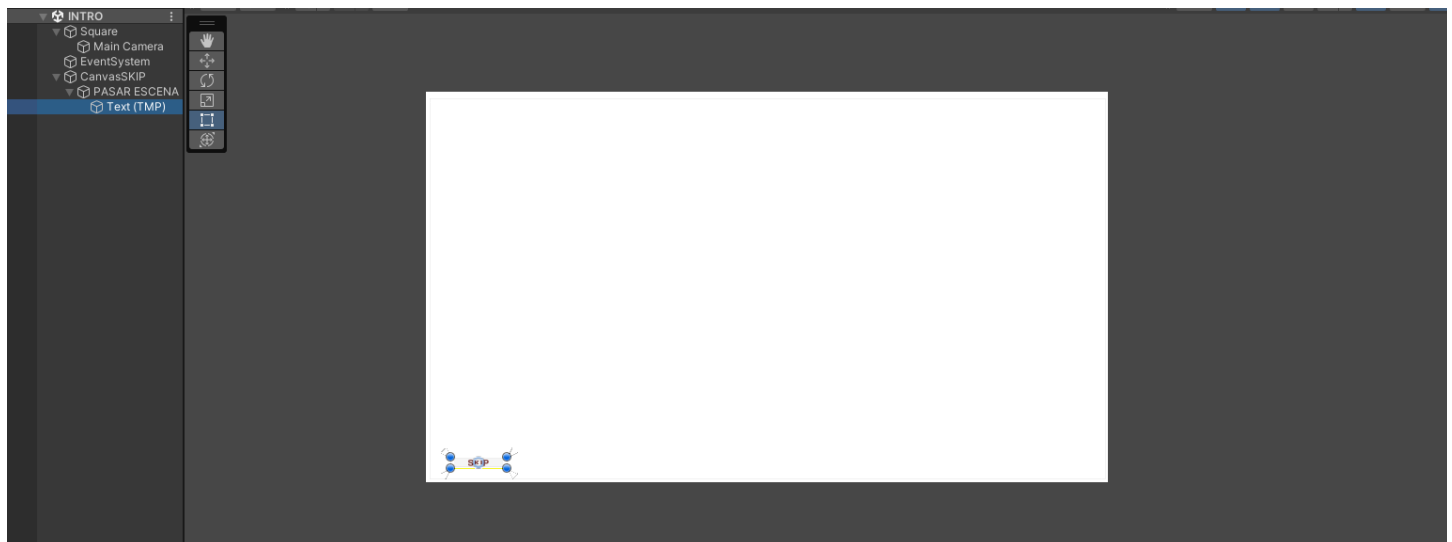 INTRO
Square
Main Camera
EventSystem
CanvasSKIP
PASAR ESCENA
Text (TMP)
SKIP